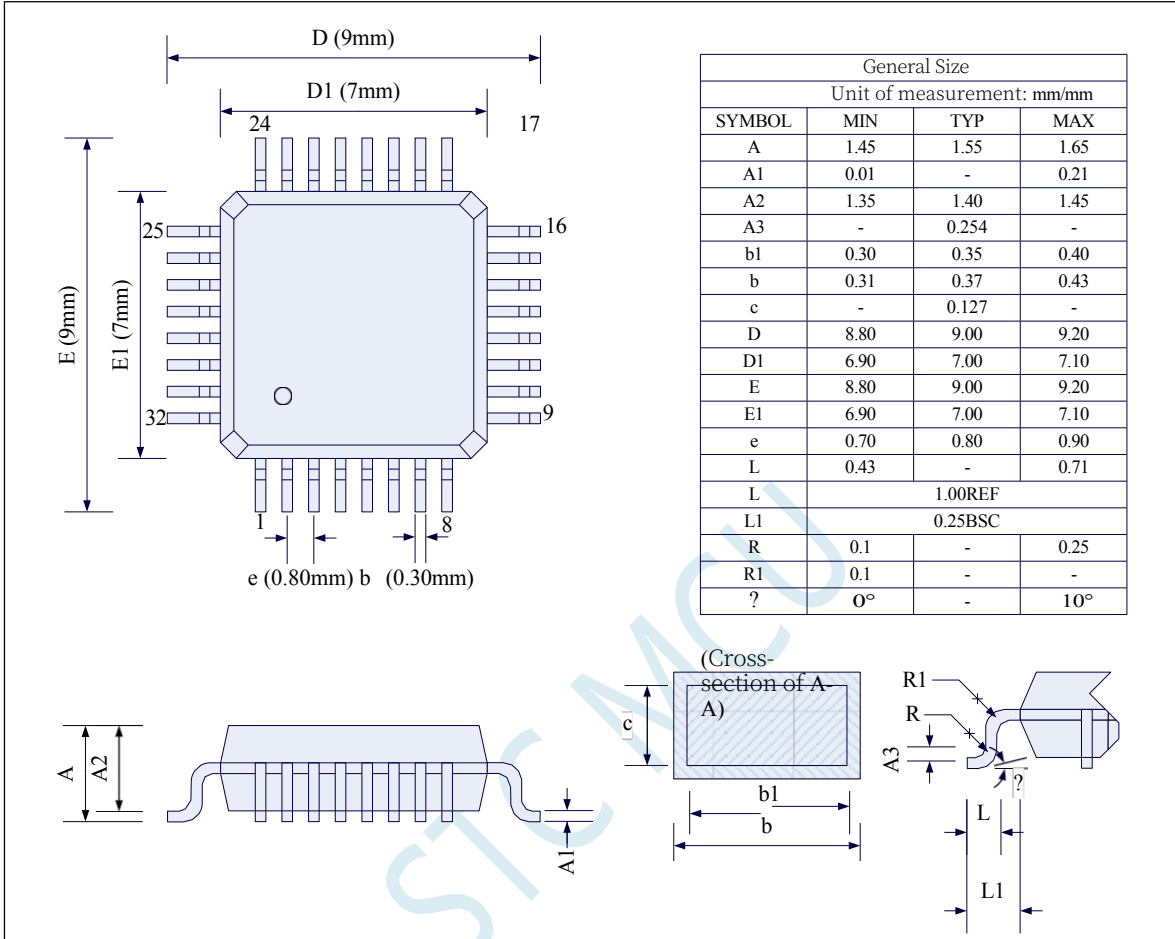 D (9mm)
D1 (7mm)
24
17
25
16
E (9mm)
E1 (7mm)
32
9
1
8
e (0.80mm) b (0.30mm)
General Size
Unit of measurement: mm/mm
SYMBOL MIN TYP MAX
A 1.45 1.55 1.65
A1 0.01 - 0.21
A2 1.35 1.40 1.45
A3 - 0.254 -
b1 0.30 0.35 0.40
b 0.31 0.37 0.43
c - 0.127 -
D 8.80 9.00 9.20
D1 6.90 7.00 7.10
E 8.80 9.00 9.20
E1 6.90 7.00 7.10
e 0.70 0.80 0.90
L 0.43 - 0.71
L 1.00REF
L1 0.25BSC
R 0.1 - 0.25
R1 0.1 - -
? 0° - 10°
A
A2
A1
(Cross-
section of A-
A)
c
b1
b
R1
R
A3
?
L
L1
STC MCU